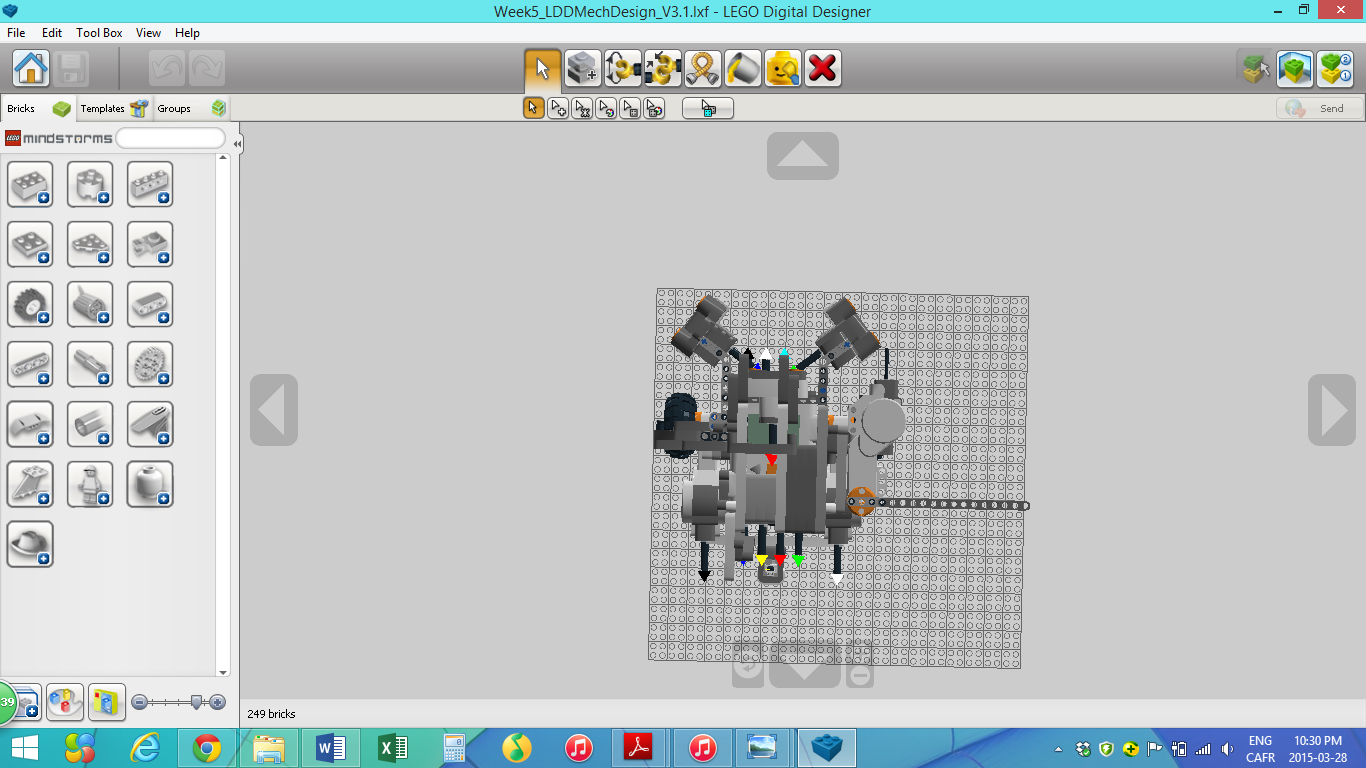 Week5_LDDMechDesign_V3.1.lxf - LEGO Digital Designer
File Edit Tool Box View Help
Bricks Templates Groups
Send
LEGO mindstorms
39
249 bricks
ENG 10:30 PM
CAFR 2015-03-28